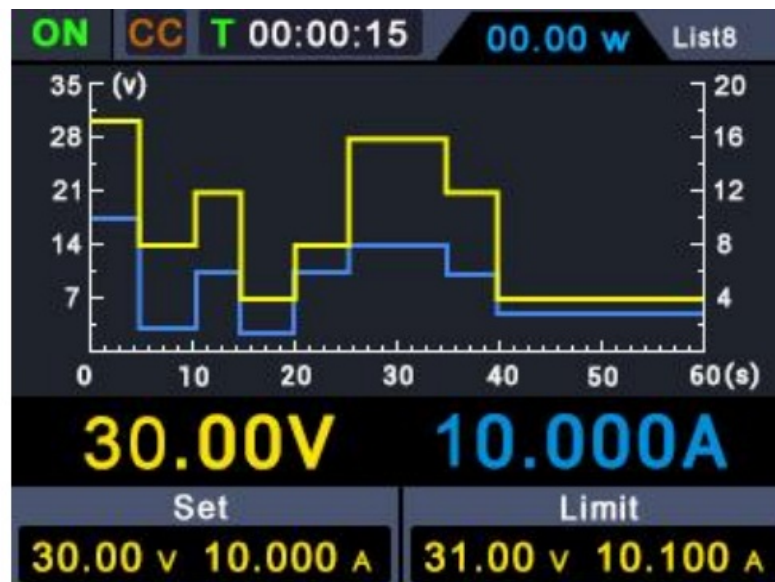 ON CC T 00:00:15 00.00 w List8
35 (v) 20
28 16
21 12
14 8
7 4
0 10 20 30 40 50 60(s)
30.00V 10.000A
Set Limit
30.00 v 10.000 A 31.00 v 10.100 A